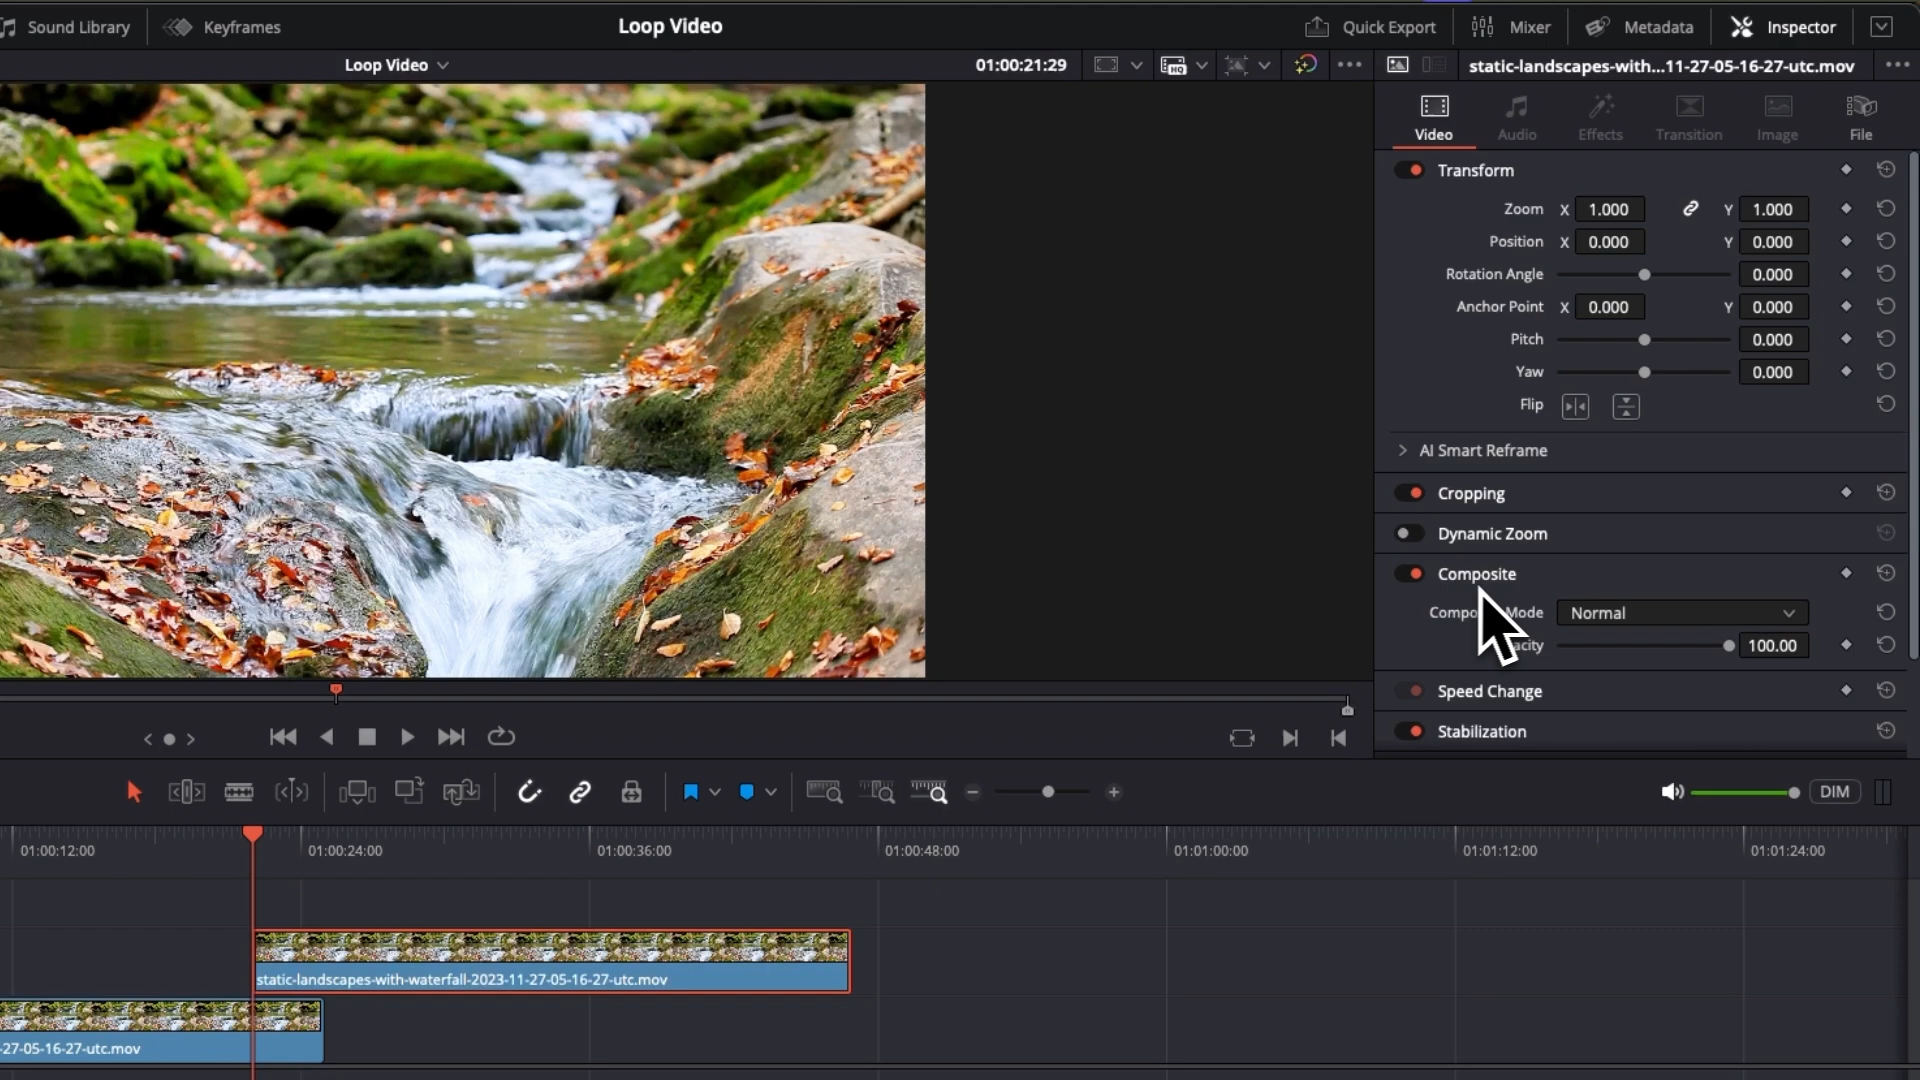 Sound Library
Keyframes
Loop Video
Quick Export
Mixer
Metadata
Inspector
Loop Video
01:00:21:29
HQ
static-landscapes-with...11-27-05-16-27-utc.mov
Video
Audio
Effects
Transition
Image
File
Transform
Zoom X 1.000 Y 1.000
Position X 0.000 Y 0.000
Rotation Angle 0.000
Anchor Point X 0.000 Y 0.000
Pitch 0.000
Yaw 0.000
Flip
AI Smart Reframe
Cropping
Dynamic Zoom
Composite
Mode Normal
100.00
Speed Change
Stabilization
DIM
01:00:12:00
01:00:24:00
01:00:36:00
01:00:48:00
01:01:00:00
01:01:12:00
01:01:24:00
static-landscapes-with-waterfall-2023-11-27-05-16-27-utc.mov
-27-05-16-27-utc.mov